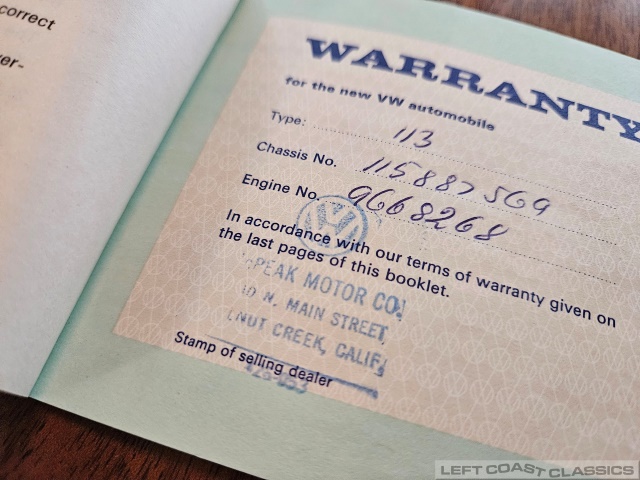 correct
WARRANTY
for the new VW automobile
Type: 113
Chassis No. 115887569
Engine No. 9668268
In accordance with our terms of warranty given on
the last pages of this booklet.
PEAK MOTOR CO.
N. MAIN STREET
CREEK, CALIF.
Stamp of selling dealer
LEFT COAST CLASSICS